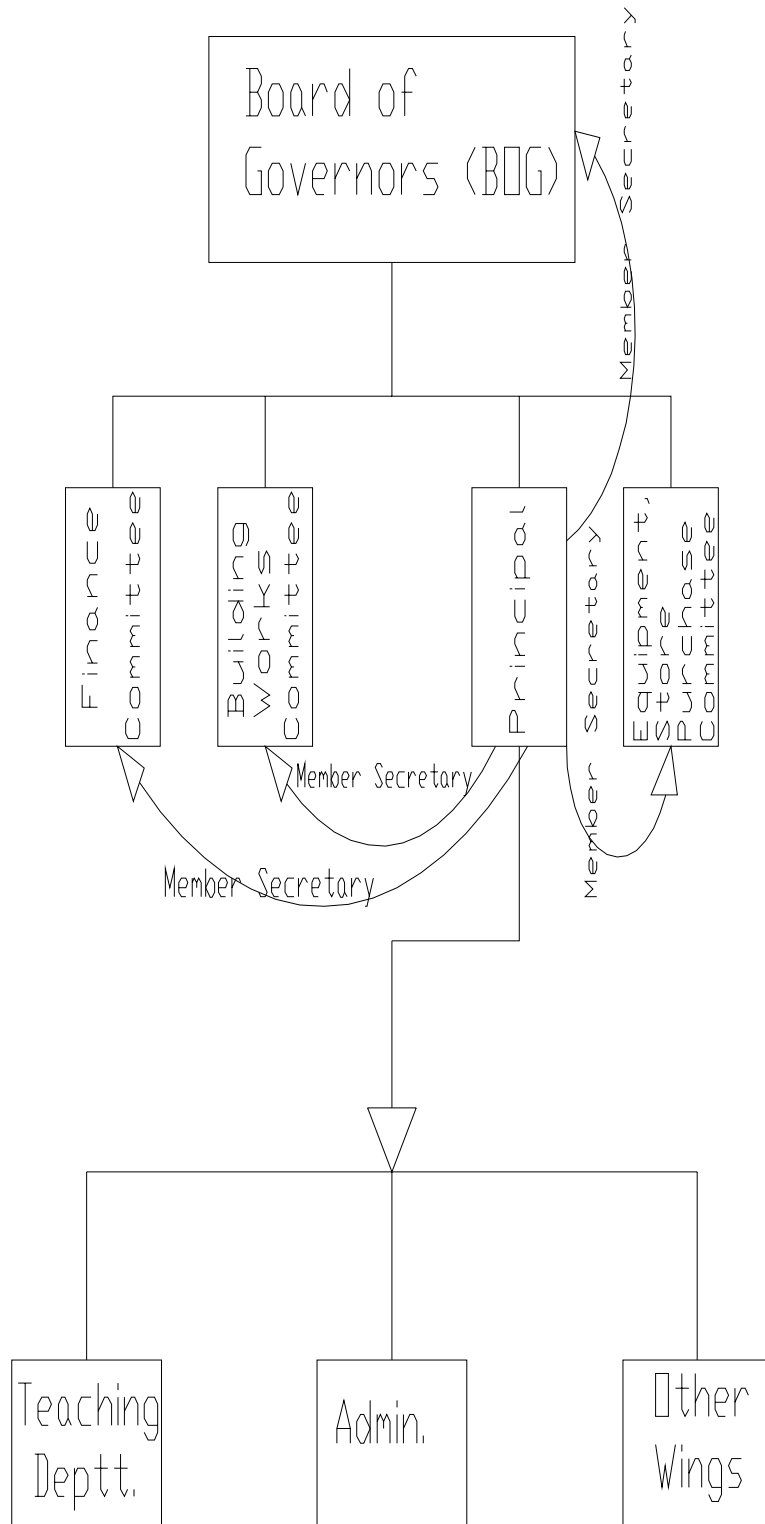 Board of
Governors (BOG)
Member Secretary
Finance
Committee
Building
Works
Committee
Principal
Equipment,
Store
Purchase
Committee
Member Secretary
Member Secretary
Member Secretary
Teaching
Deptt.
Admin.
Other
Wings